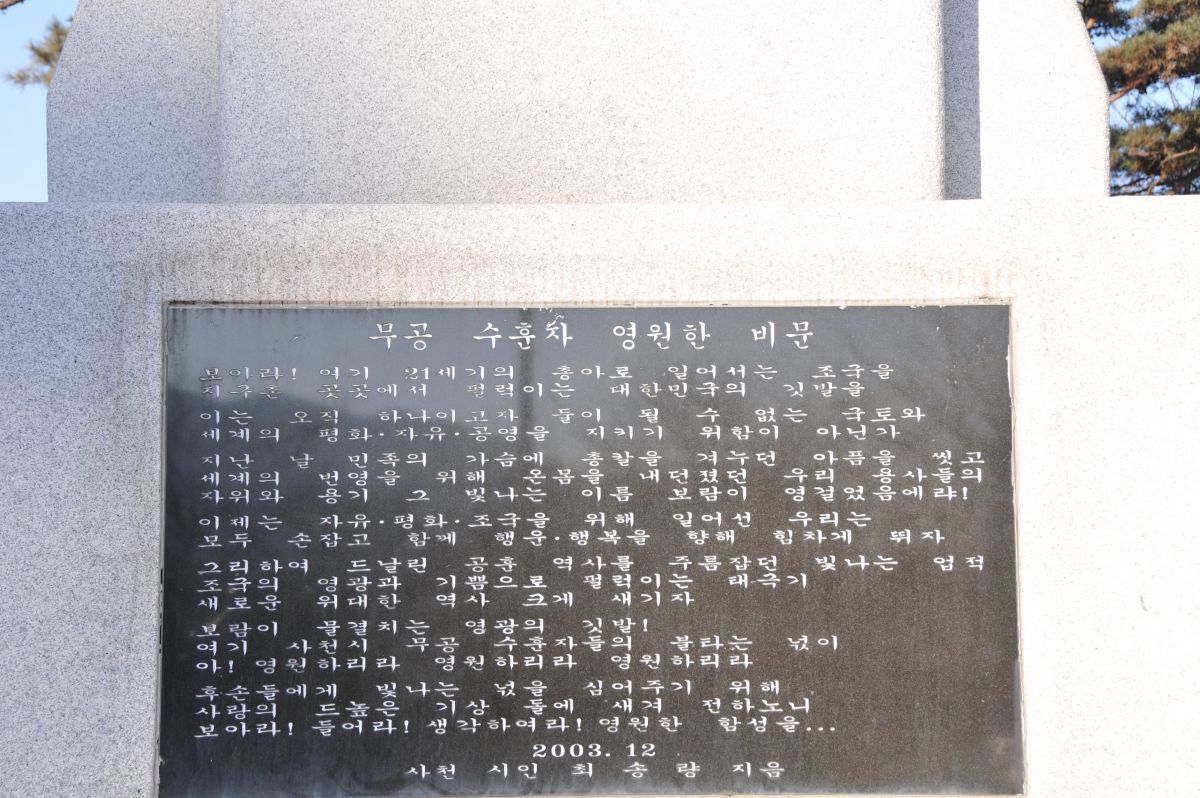 무공 수훈자 영원한 비문
보아라! 여기 21세기의 총아로 일어서는 조국을
지구촌 곳곳에서 펄럭이는 대한민국의 깃발을
이는 오직 하나이고자 둘이 될 수 없는 국토와
세계의 평화·자유·공영을 지키기 위함이 아닌가
지난 날 민족의 가슴에 총칼을 겨누던 아픔을 씻고
세계의 번영을 위해 온몸을 내던졌던 우리 용사들의
자위와 용기 그 빛나는 이름 보람이 영걸었음에랴!
이제는 자유·평화·조국을 위해 일어선 우리는
모두 손잡고 함께 행운·행복을 향해 힘차게 뛰자
그리하여 드날린 공훈 역사를 주름잡던 빛나는 업적
조국의 영광과 기쁨으로 펄럭이는 태극기
새로운 위대한 역사 크게 새기자
보람이 물결치는 영광의 깃발!
여기 사천시 무공 수훈자들의 불타는 넋이
아! 영원하리라 영원하리라 영원하리라
후손들에게 빛나는 넋을 심어주기 위해
사랑의 드높은 기상 돌에 새겨 전하노니
보아라! 들어라! 생각하여라! 영원한 함성을...
2003. 12
사천 시인 최 송 량 지음